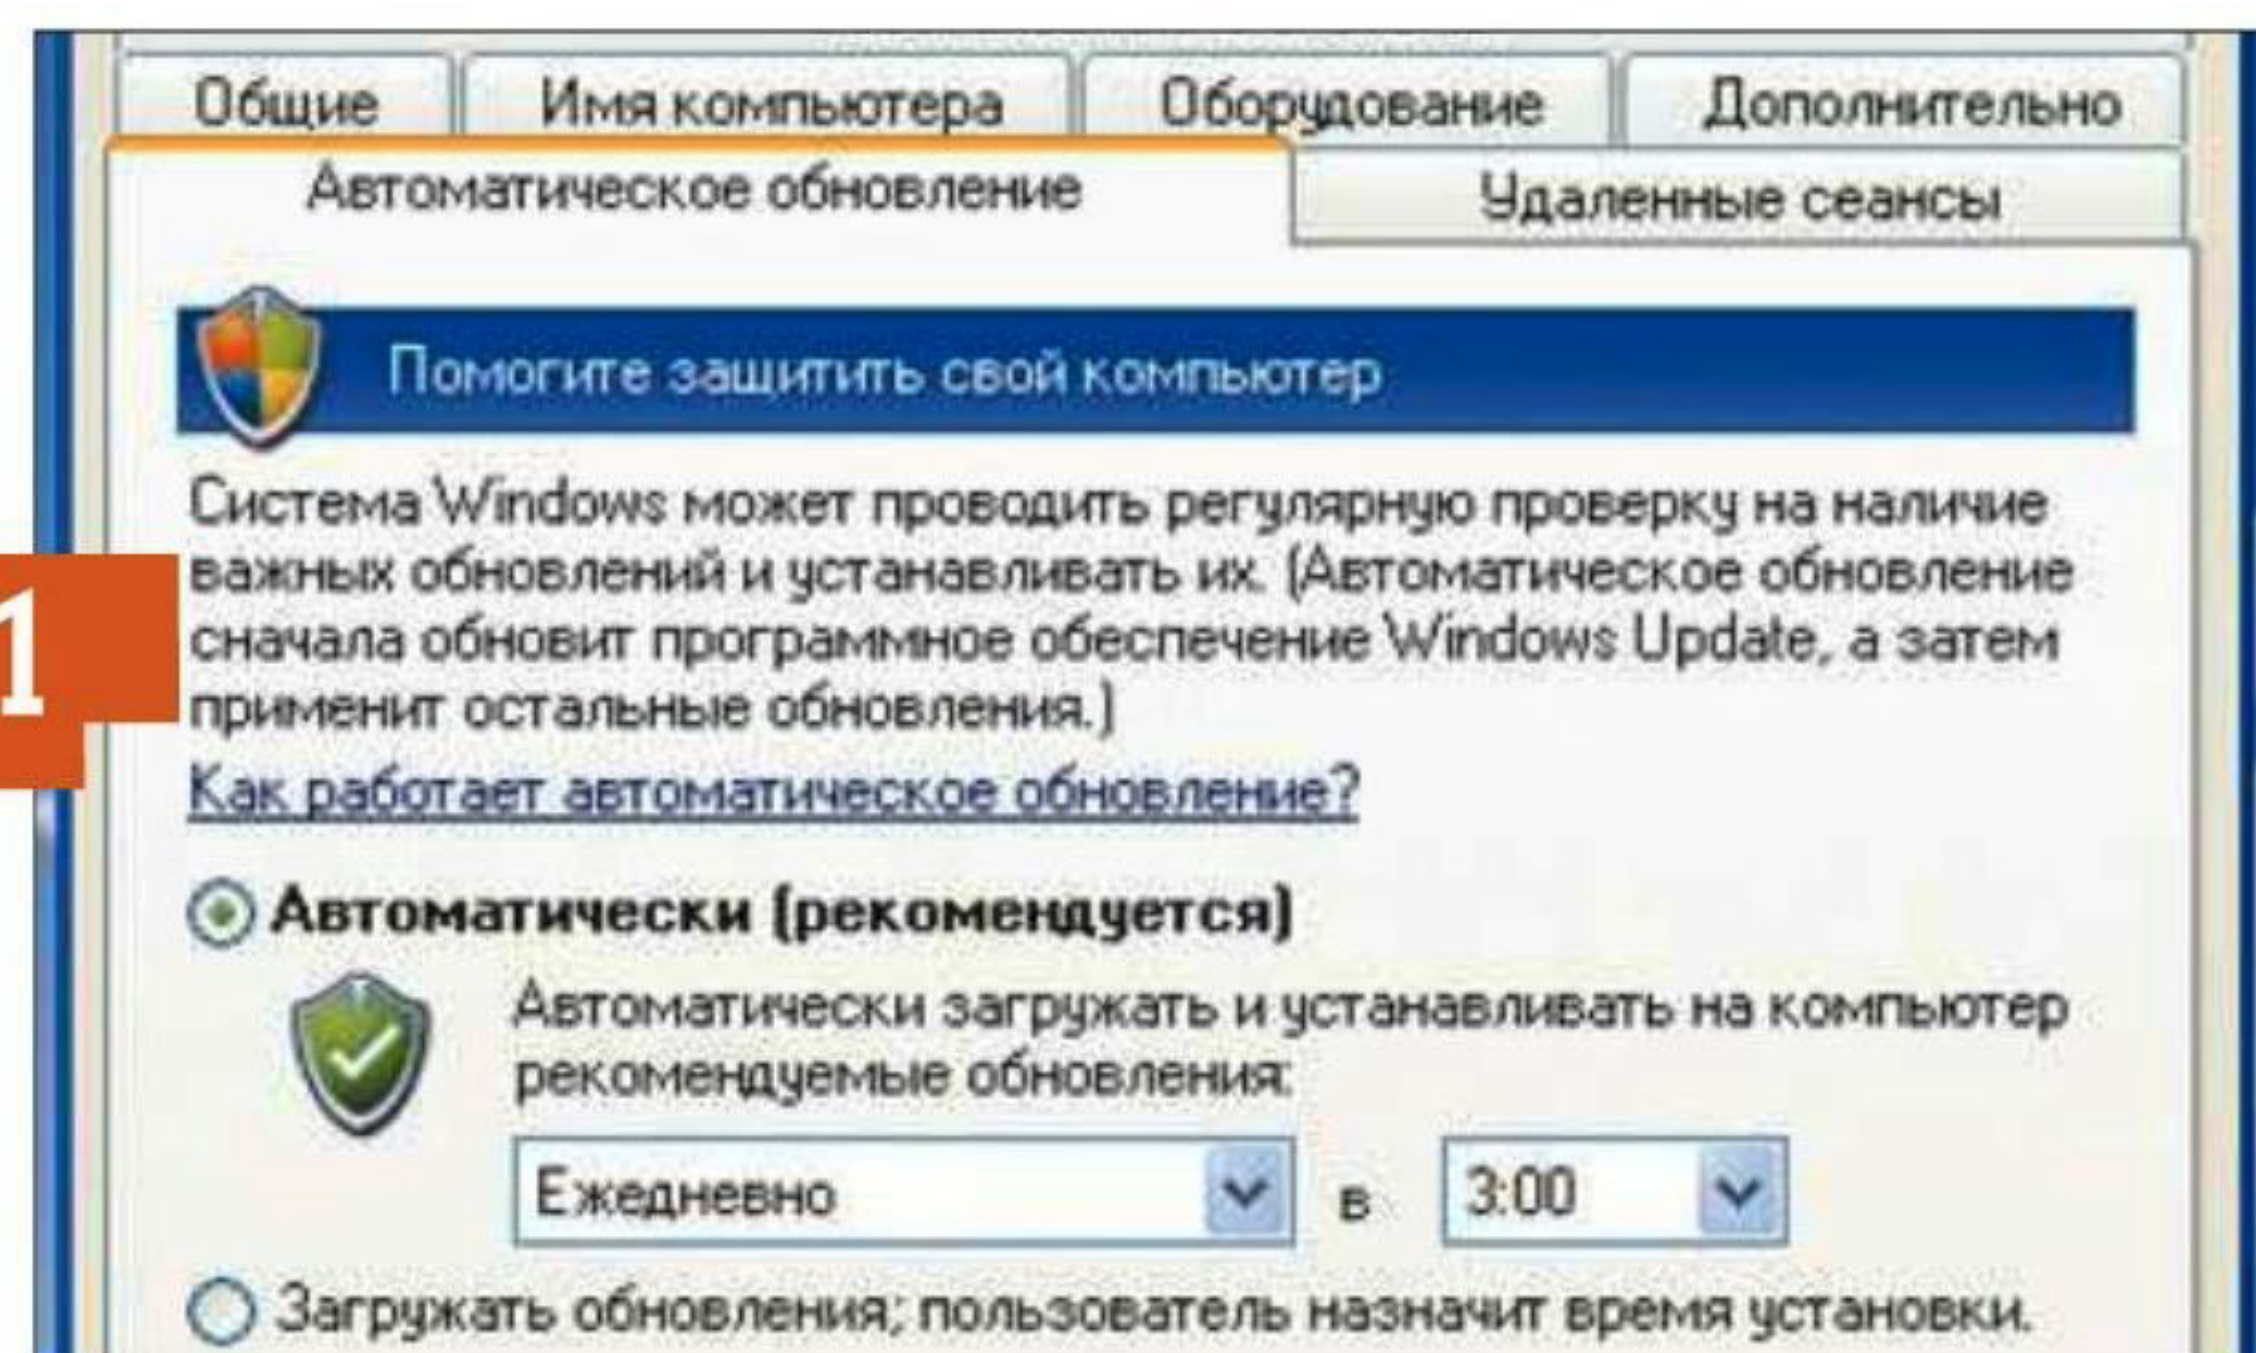 Общие Имя компьютера Оборудование Дополнительно
Автоматическое обновление Удаленные сеансы
Помогите защитить свой компьютер
Система Windows может проводить регулярную проверку на наличие
важных обновлений и устанавливать их. (Автоматическое обновление
сначала обновит программное обеспечение Windows Update, а затем
применит остальные обновления.)
1
Как работает автоматическое обновление?
Автоматически (рекомендуется)
Автоматически загружать и устанавливать на компьютер
рекомендуемые обновления:
Ежедневно в 3:00
Загружать обновления; пользователь назначит время установки.